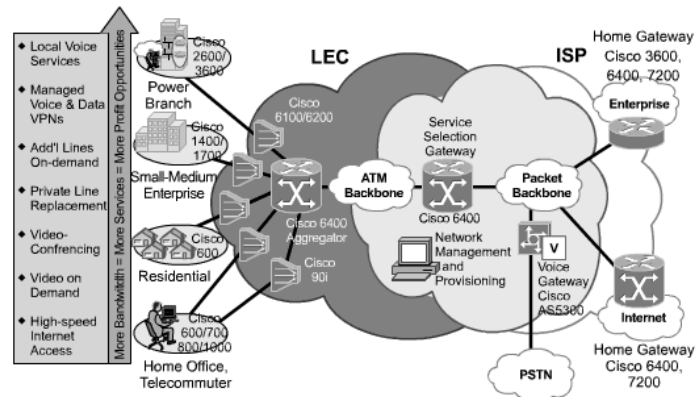 ◆ Local Voice
Services
◆ Managed
Voice & Data
VPNs
◆ Add'l Lines
On-demand
◆ Private Line
Replacement
◆ Video-
Confrencing
◆ Video on
Demand
◆ High-speed
Internet
Access
More Bandwitdth = More Services = More Profit Opportunities
Cisco
2600/
3600
Power
Branch
Cisco
1400/
1700
Small-Medium
Enterprise
Cisco
600
Residential
Cisco
600/700
800/1000
Home Office,
Telecommuter
LEC
Cisco
6100/6200
Cisco 6400
Aggregator
Cisco
90i
ATM
Backbone
Service
Selection
Gateway
Cisco 6400
Network
Management
and
Provisioning
ISP
Packet
Backbone
V
Voice
Gateway
Cisco
AS5300
PSTN
Home Gateway
Cisco 3600,
6400, 7200
Enterprise
Internet
Home Gateway
Cisco 6400,
7200